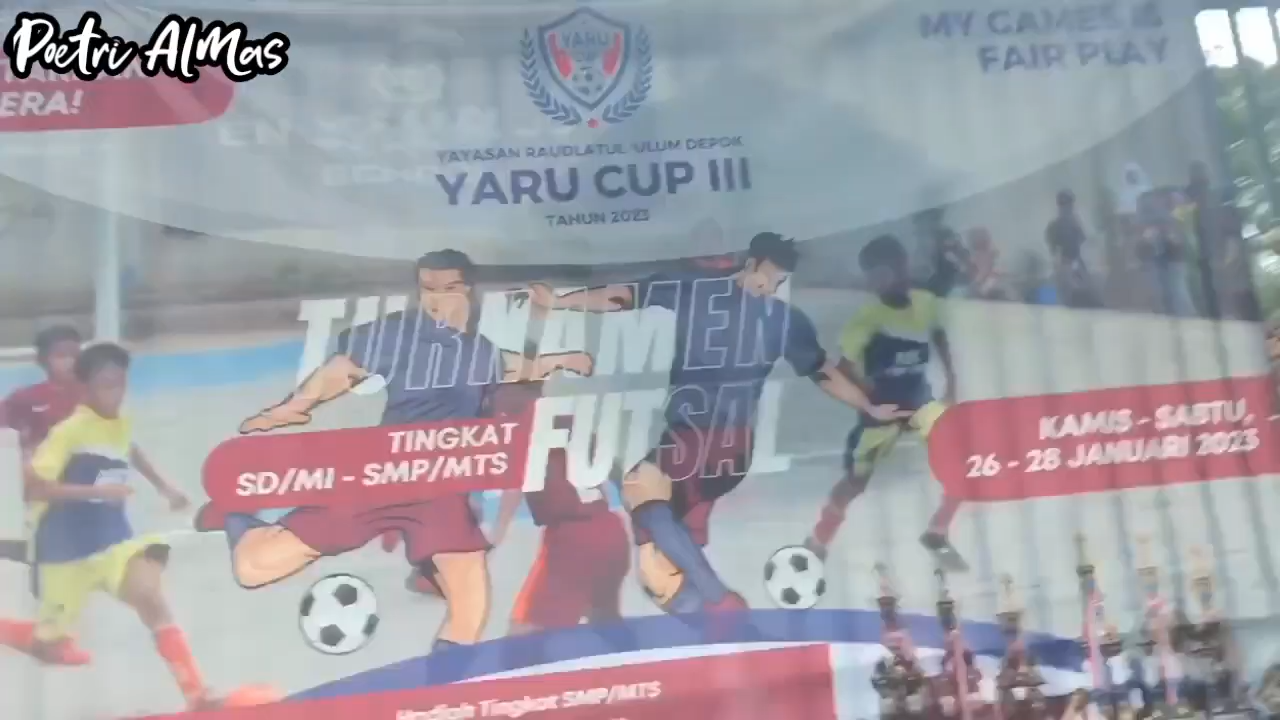 Poetri AlMas
ERA!
YARU
MY GAMES IS
FAIR PLAY
YAYASAN RAUDLATUL ULUM DEPOK
YARU CUP III
TAHUN 2023
TURNAMEN
FUTSAL
TINGKAT
SD/MI - SMP/MTS
KAMIS - SABTU,
26 - 28 JANUARI 2023
Hadiah Tingkat SMP/MTS